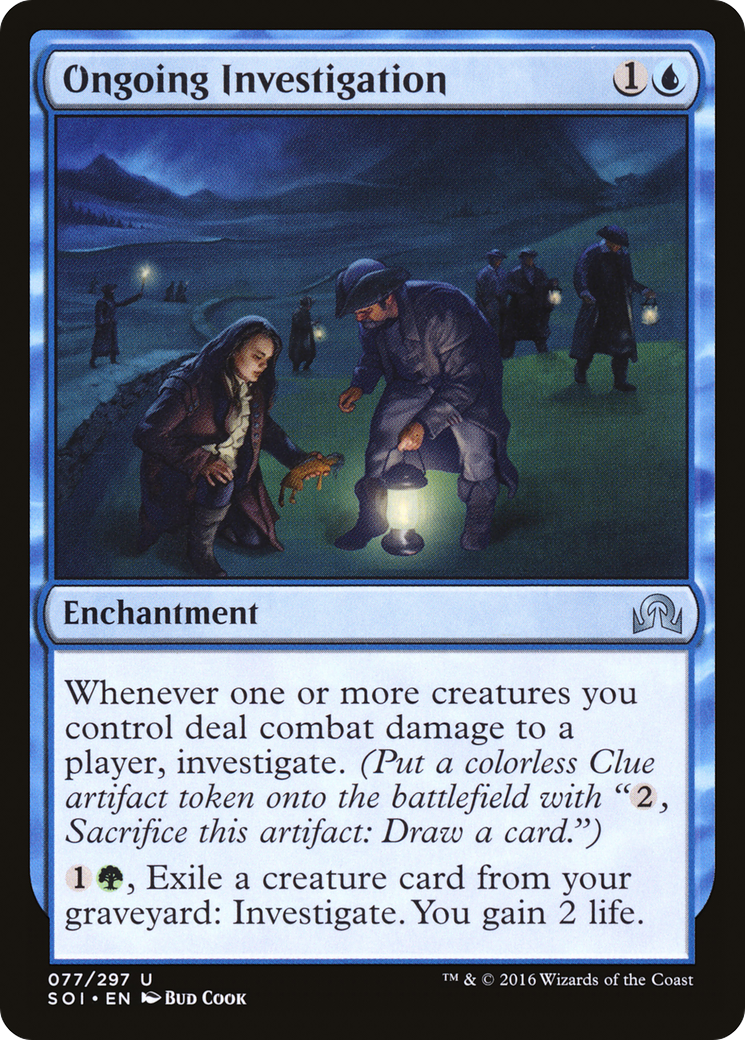 Ongoing Investigation 1
Enchantment
Whenever one or more creatures you
control deal combat damage to a
player, investigate. (Put a colorless Clue
artifact token onto the battlefield with “2,
Sacrifice this artifact: Draw a card.”)
1, Exile a creature card from your
graveyard: Investigate. You gain 2 life.
077/297 U
SOI • EN Bud Cook
™ & © 2016 Wizards of the Coast